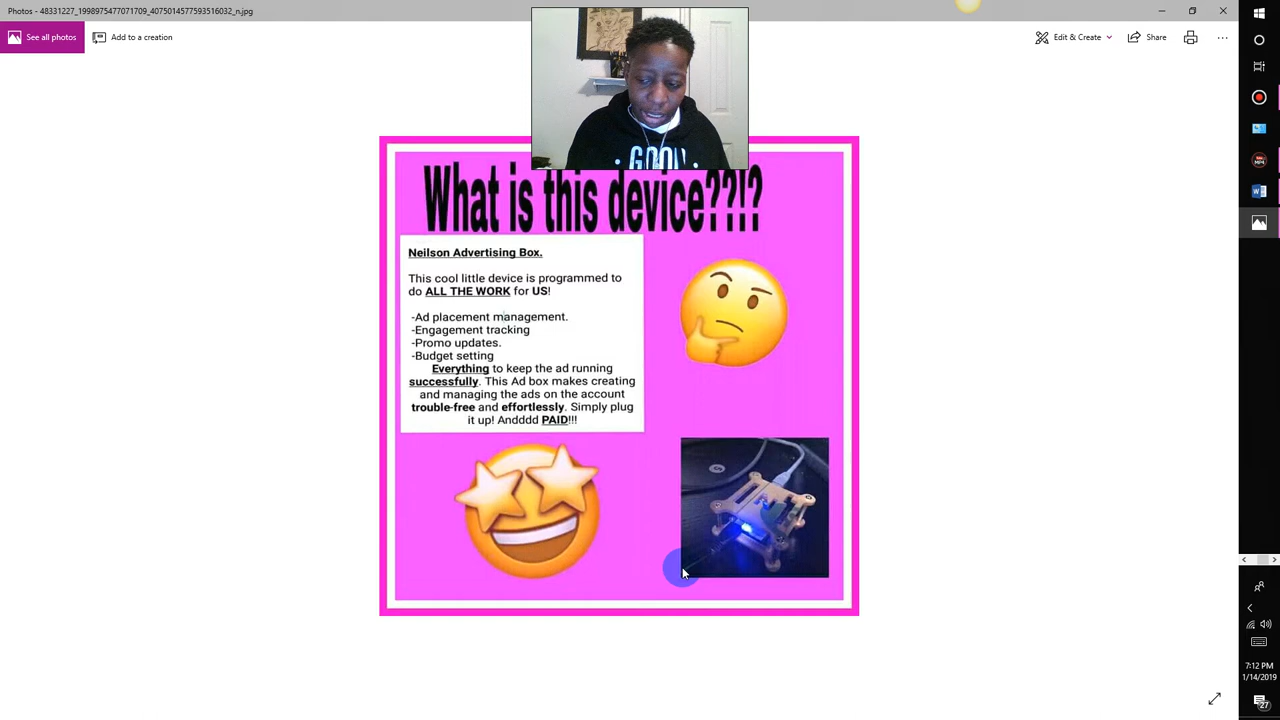 Photos - 48331227_1998975477071709_4075014577593516032_n.jpg
See all photos
Add to a creation
Edit & Create
Share
GOON
What is this device??!?
Neilson Advertising Box.
This cool little device is programmed to
do ALL THE WORK for US!
-Ad placement management.
-Engagement tracking
-Promo updates.
-Budget setting
Everything to keep the ad running
successfully. This Ad box makes creating
and managing the ads on the account
trouble-free and effortlessly. Simply plug
it up! Andddd PAID!!!
7:12 PM
1/14/2019
27